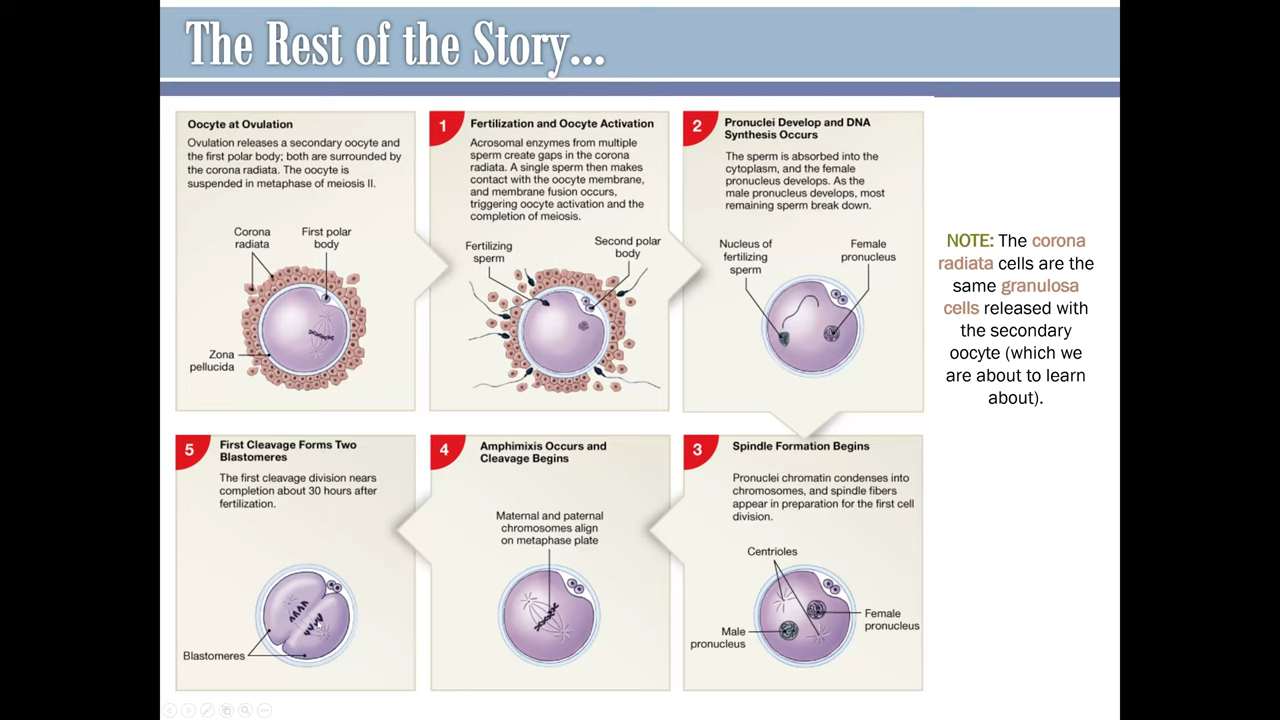 The Rest of the Story...
Oocyte at Ovulation
Ovulation releases a secondary oocyte and
the first polar body; both are surrounded by
the corona radiata. The oocyte is
suspended in metaphase of meiosis II.
Corona
radiata
First polar
body
Zona
pellucida
1
Fertilization and Oocyte Activation
Acrosomal enzymes from multiple
sperm create gaps in the corona
radiata. A single sperm then makes
contact with the oocyte membrane,
and membrane fusion occurs,
triggering oocyte activation and the
completion of meiosis.
Fertilizing
sperm
Second polar
body
2
Pronuclei Develop and DNA
Synthesis Occurs
The sperm is absorbed into the
cytoplasm, and the female
pronucleus develops. As the
male pronucleus develops, most
remaining sperm break down.
Nucleus of
fertilizing
sperm
Female
pronucleus
NOTE: The corona
radiata cells are the
same granulosa
cells released with
the secondary
oocyte (which we
are about to learn
about).
3
Spindle Formation Begins
Pronuclei chromatin condenses into
chromosomes, and spindle fibers
appear in preparation for the first cell
division.
Centrioles
Male
pronucleus
Female
pronucleus
4
Amphimixis Occurs and
Cleavage Begins
Maternal and paternal
chromosomes align
on metaphase plate
5
First Cleavage Forms Two
Blastomeres
The first cleavage division nears
completion about 30 hours after
fertilization.
Blastomeres